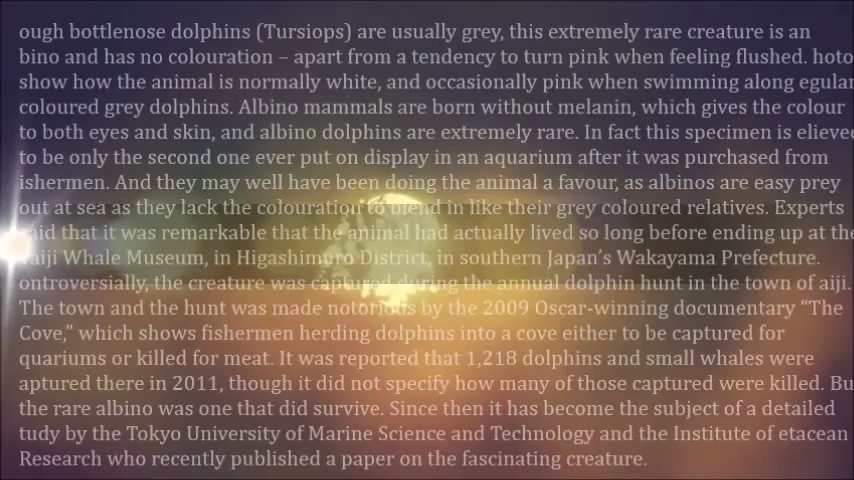 ough bottlenose dolphins (Tursiops) are usually grey, this extremely rare creature is an
bino and has no colouration – apart from a tendency to turn pink when feeling flushed. hoto
show how the animal is normally white, and occasionally pink when swimming along egular
coloured grey dolphins. Albino mammals are born without melanin, which gives the colour
to both eyes and skin, and albino dolphins are extremely rare. In fact this specimen is elieved
to be only the second one ever put on display in an aquarium after it was purchased from
ishermen. And they may well have been doing the animal a favour, as albinos are easy prey
out at sea as they lack the colouration to blend in like their grey coloured relatives. Experts
aid that it was remarkable that the animal had actually lived so long before ending up at the
aiji Whale Museum, in Higashimuro District, in southern Japan’s Wakayama Prefecture.
ontroversially, the creature was captured during the annual dolphin hunt in the town of aiji.
The town and the hunt was made notorious by the 2009 Oscar-winning documentary “The
Cove,” which shows fishermen herding dolphins into a cove either to be captured for
quariums or killed for meat. It was reported that 1,218 dolphins and small whales were
aptured there in 2011, though it did not specify how many of those captured were killed. Bu
the rare albino was one that did survive. Since then it has become the subject of a detailed
tudy by the Tokyo University of Marine Science and Technology and the Institute of etacean
Research who recently published a paper on the fascinating creature.